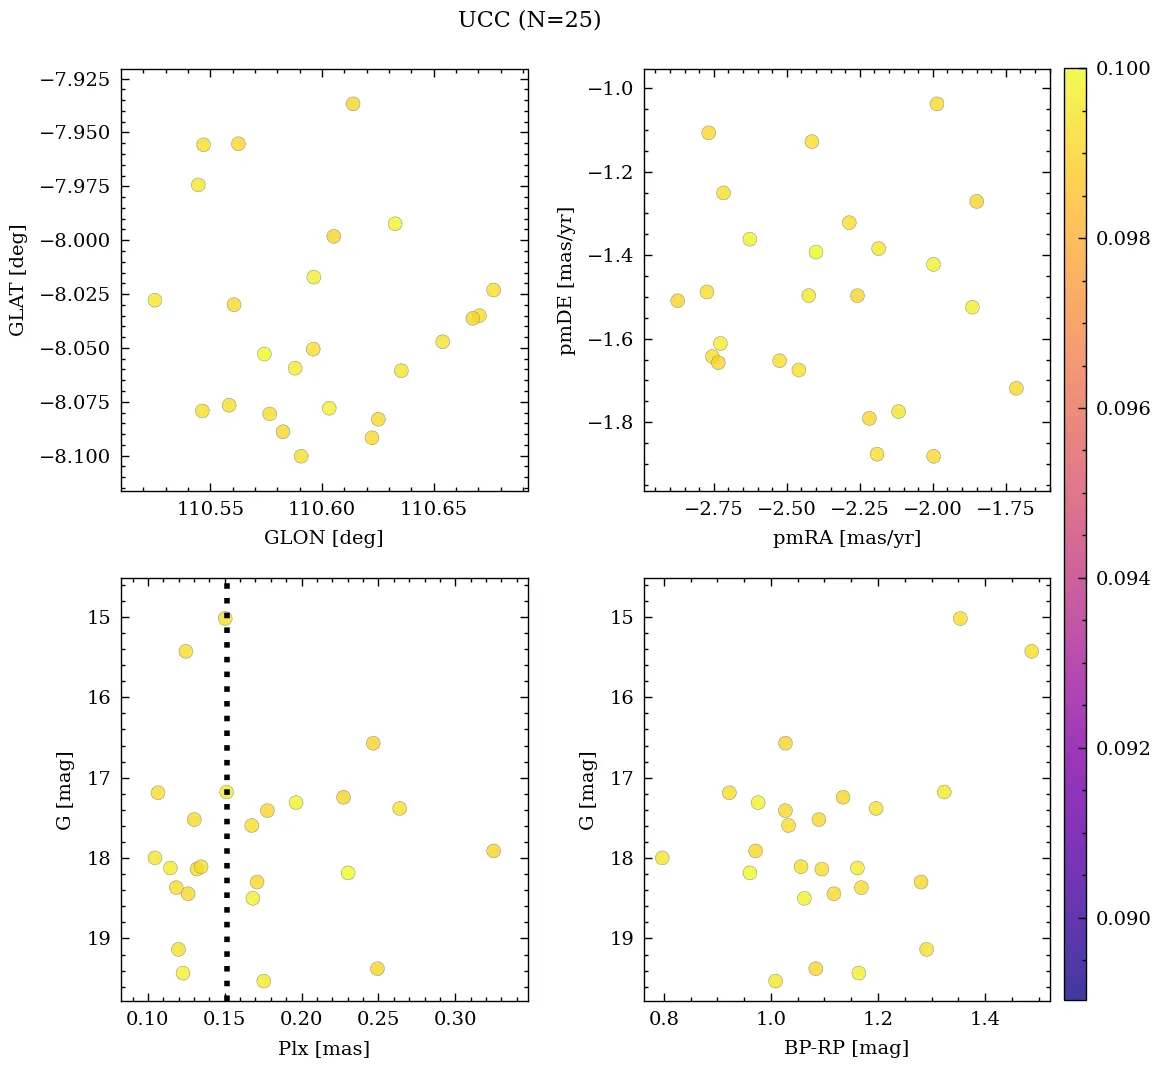 UCC (N=25)
−7.925
−7.950
−7.975
−8.000
−8.025
−8.050
−8.075
−8.100
GLAT [deg]
110.55 110.60 110.65
GLON [deg]
−1.0
−1.2
−1.4
−1.6
−1.8
pmDE [mas/yr]
−2.75 −2.50 −2.25 −2.00 −1.75
pmRA [mas/yr]
15
16
17
18
19
G [mag]
0.10 0.15 0.20 0.25 0.30
Plx [mas]
15
16
17
18
19
G [mag]
0.8 1.0 1.2 1.4
BP-RP [mag]
0.100
0.098
0.096
0.094
0.092
0.090